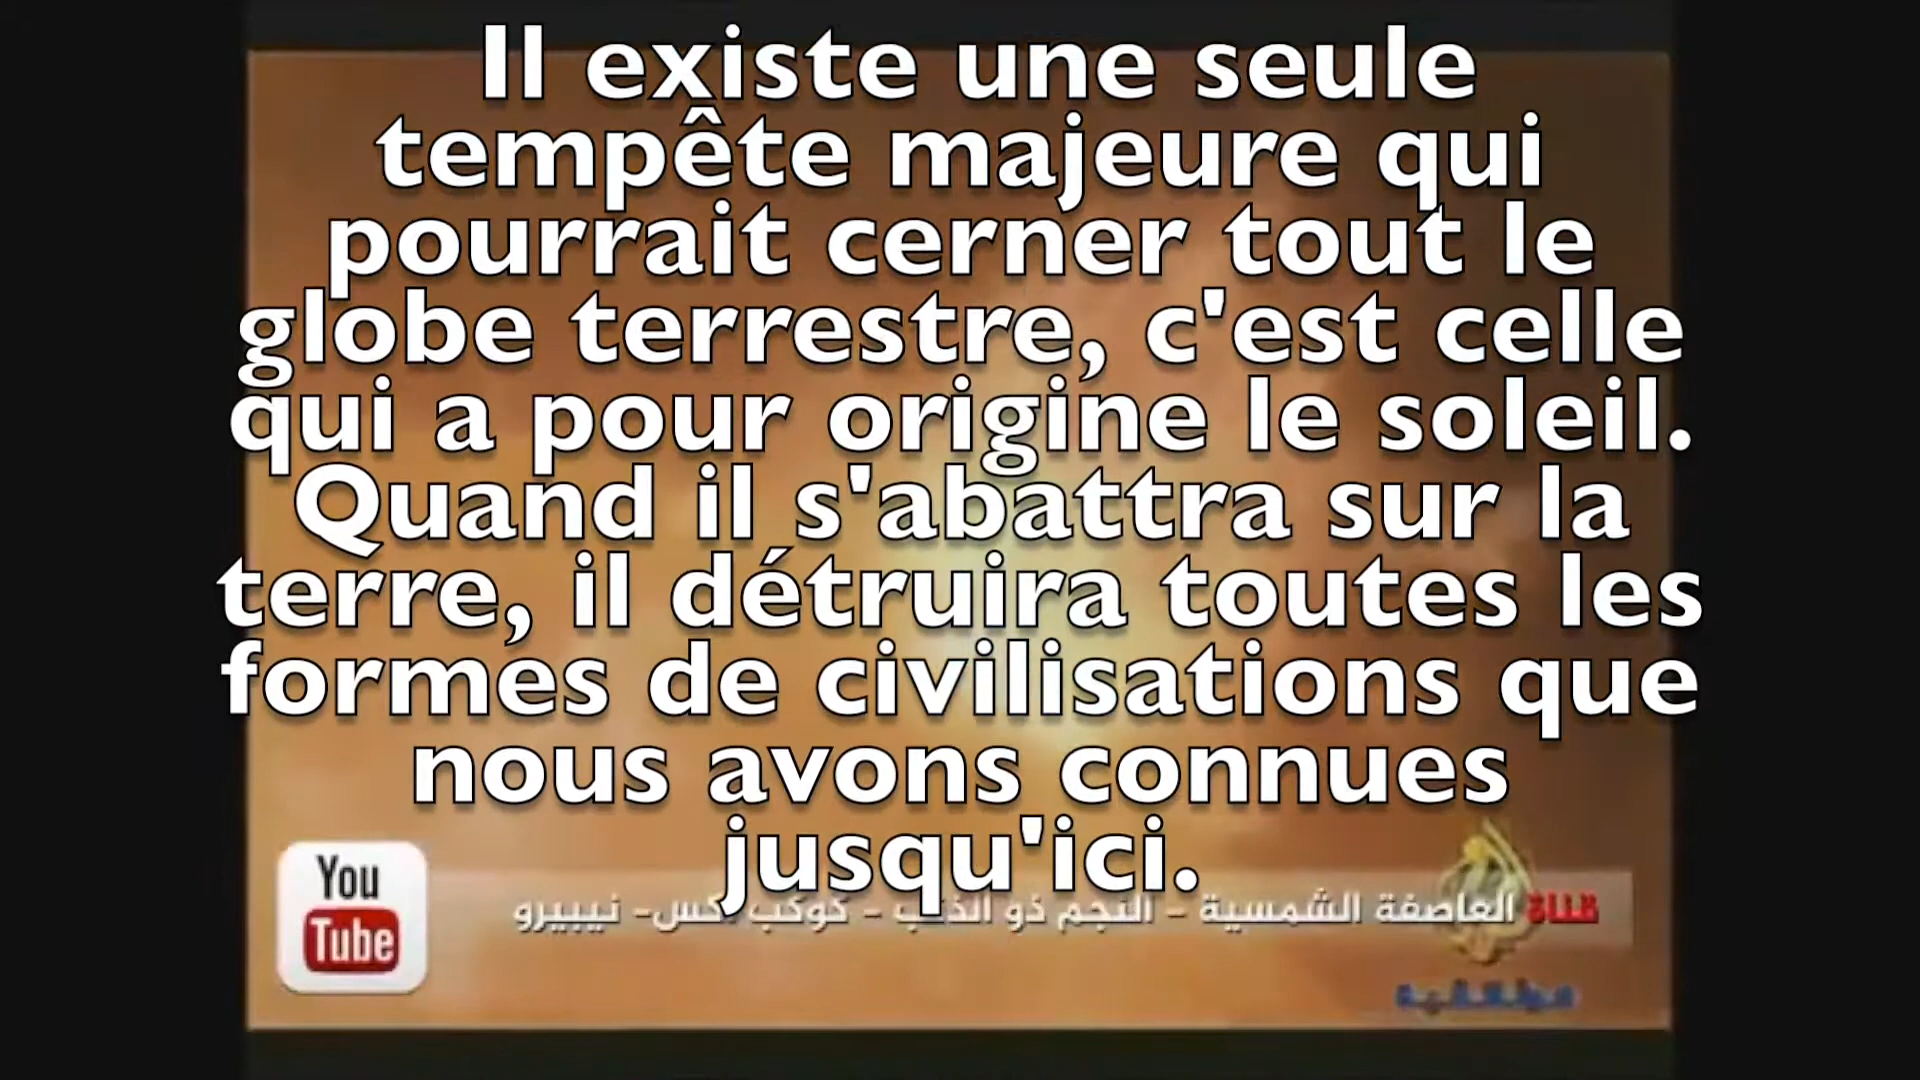 Il existe une seule
tempête majeure qui
pourrait cerner tout le
globe terrestre, c'est celle
qui a pour origine le soleil.
Quand il s'abattra sur la
terre, il détruira toutes les
formes de civilisations que
nous avons connues
jusqu'ici.
You
Tube
قناة العاصفة الشمسية - النجم ذو الذنب - كوكب إكس- نيبيرو